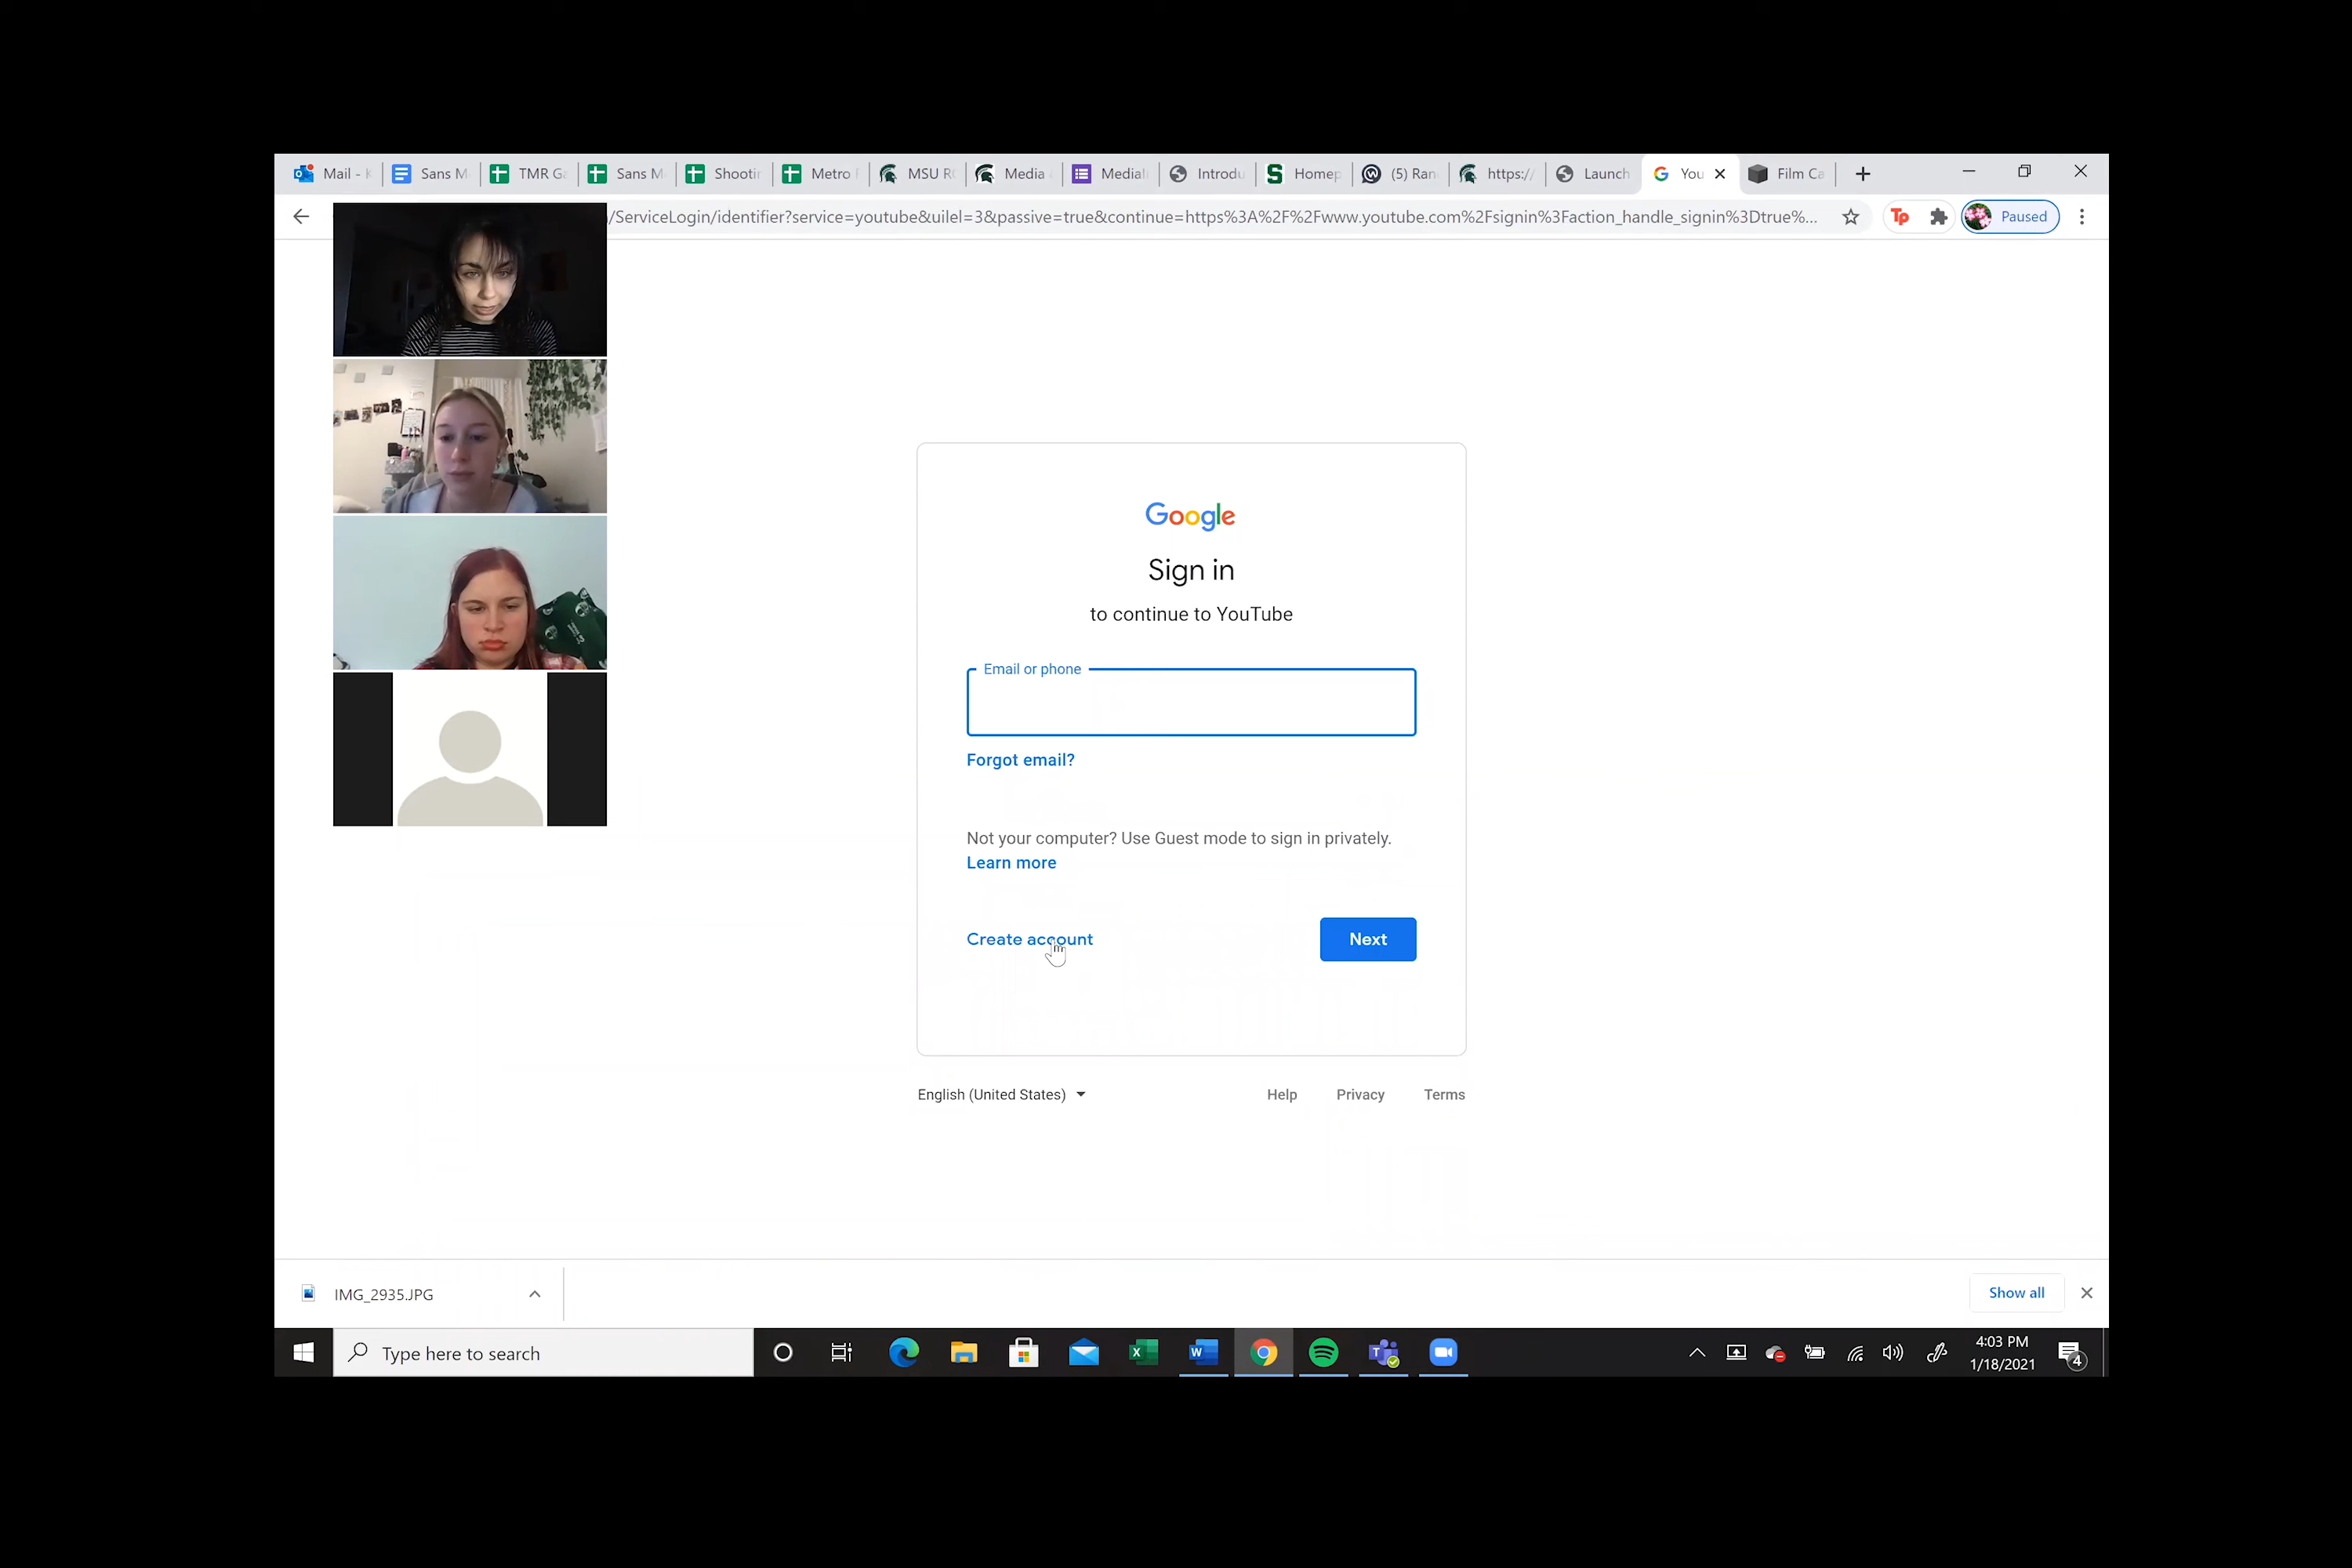 Mail - K
Sans M
TMR Ga
Sans M
Shootin
Metro
MSU R
Media
Media
Introdu
Homep
(5) Ran
https://
Launch
You
Film Ca
/ServiceLogin/identifier?service=youtube&uilel=3&passive=true&continue=https%3A%2F%2Fwww.youtube.com%2Fsignin%3Faction_handle_signin%3Dtrue%...
Tp
Paused
Google
Sign in
to continue to YouTube
Email or phone
Forgot email?
Not your computer? Use Guest mode to sign in privately.
Learn more
Create account
Next
English (United States)
Help
Privacy
Terms
IMG_2935.JPG
Show all
Type here to search
4:03 PM
1/18/2021
4